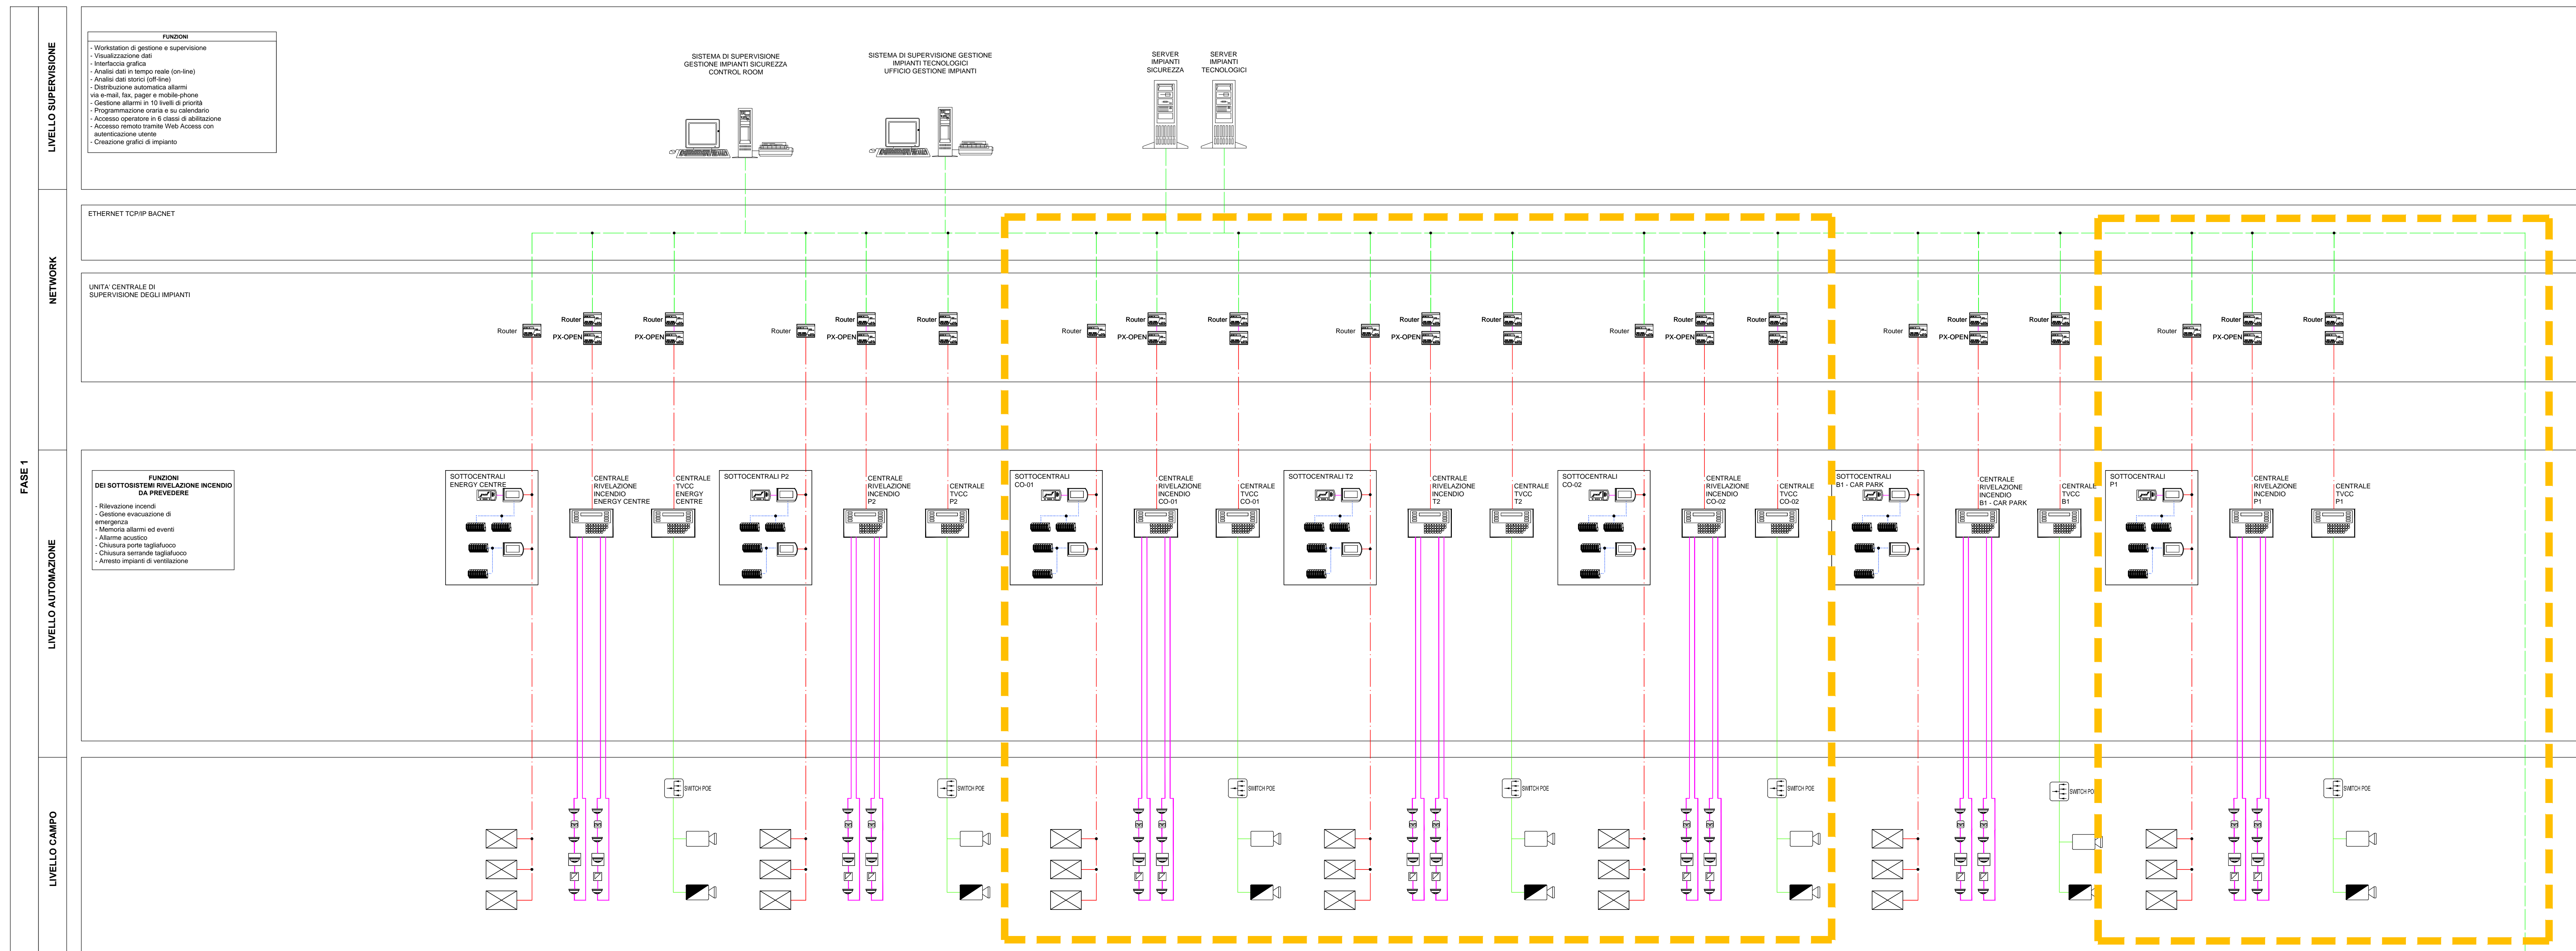 FASE 1
LIVELLO SUPERVISIONE
FUNZIONI
- Workstation di gestione e supervisione
- Visualizzazione dati
- Interfaccia grafica
- Analisi dati in tempo reale (on-line)
- Analisi dati storici (off-line)
- Distribuzione automatica allarmi
via e-mail, fax, pager e mobile-phone
- Gestione allarmi in 10 livelli di priorità
- Programmazione oraria e su calendario
- Accesso operatore in 6 classi di abilitazione
- Accesso remoto tramite Web Access con
autenticazione utente
- Creazione grafici di impianto
SISTEMA DI SUPERVISIONE
GESTIONE IMPIANTI SICUREZZA
CONTROL ROOM
SISTEMA DI SUPERVISIONE GESTIONE
IMPIANTI TECNOLOGICI
UFFICIO GESTIONE IMPIANTI
SERVER
IMPIANTI
SICUREZZA
SERVER
IMPIANTI
TECNOLOGICI
NETWORK
ETHERNET TCP/IP BACNET
UNITA' CENTRALE DI
SUPERVISIONE DEGLI IMPIANTI
Router
Router
PX-OPEN
Router
PX-OPEN
Router
Router
PX-OPEN
Router
Router
Router
PX-OPEN
Router
Router
Router
PX-OPEN
Router
Router
Router
PX-OPEN
Router
Router
Router
PX-OPEN
Router
Router
Router
PX-OPEN
Router
LIVELLO AUTOMAZIONE
FUNZIONI
DEI SOTTOSISTEMI RIVELAZIONE INCENDIO
DA PREVEDERE
- Rilevazione incendi
- Gestione evacuazione di
emergenza
- Memoria allarmi ed eventi
- Allarme acustico
- Chiusura porte tagliafuoco
- Chiusura serrande tagliafuoco
- Arresto impianti di ventilazione
SOTTOCENTRALI
ENERGY CENTRE
CENTRALE
RIVELAZIONE
INCENDIO
ENERGY CENTRE
CENTRALE
TVCC
ENERGY
CENTRE
SOTTOCENTRALI P2
CENTRALE
RIVELAZIONE
INCENDIO
P2
CENTRALE
TVCC
P2
SOTTOCENTRALI
CO-01
CENTRALE
RIVELAZIONE
INCENDIO
CO-01
CENTRALE
TVCC
CO-01
SOTTOCENTRALI T2
CENTRALE
RIVELAZIONE
INCENDIO
T2
CENTRALE
TVCC
T2
SOTTOCENTRALI
CO-02
CENTRALE
RIVELAZIONE
INCENDIO
CO-02
CENTRALE
TVCC
CO-02
SOTTOCENTRALI
B1 - CAR PARK
CENTRALE
RIVELAZIONE
INCENDIO
B1 - CAR PARK
CENTRALE
TVCC
B1
SOTTOCENTRALI
P1
CENTRALE
RIVELAZIONE
INCENDIO
P1
CENTRALE
TVCC
P1
LIVELLO CAMPO
SWITCH POE
SWITCH POE
SWITCH POE
SWITCH POE
SWITCH POE
SWITCH PO
SWITCH POE